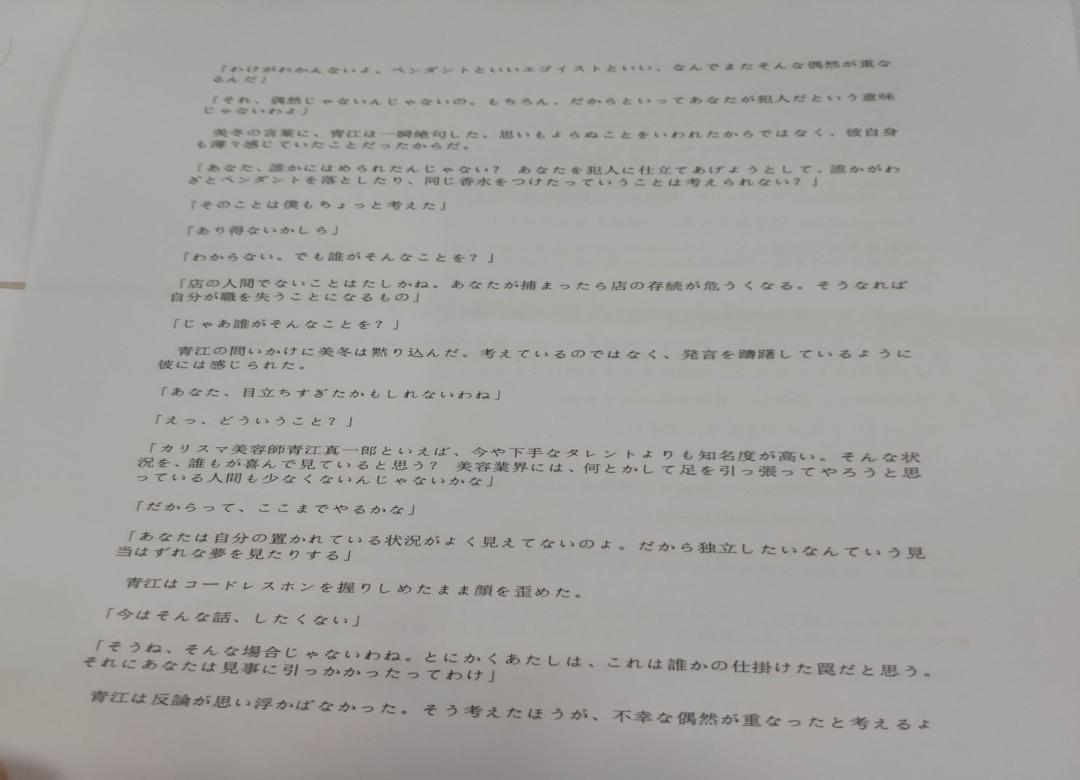 「わけがわかんないよ。ペンダントといいエゴイストといい、なんでまたそんな偶然が重な
るんだ」
「それ、偶然じゃないんじゃないの。もちろん、だからといってあなたが犯人だという意味
じゃないわよ」
美冬の言葉に、青江は一瞬絶句した。思いもよらぬことをいわれたからではなく、彼自身
も薄々感じていたことだったからだ。
「あなた、誰かにはめられたんじゃない？　あなたを犯人に仕立てあげようとして、誰かがわ
ざとペンダントを落としたり、同じ香水をつけたっていうことは考えられない？」
「そのことは僕もちょっと考えた」
「あり得ないかしら」
「わからない。でも誰がそんなことを？」
「店の人間でないことはたしかね。あなたが捕まったら店の存続が危うくなる。そうなれば
自分が職を失うことになるもの」
「じゃあ誰がそんなことを？」
青江の問いかけに美冬は黙り込んだ。考えているのではなく、発言を躊躇しているように
彼には感じられた。
「あなた、目立ちすぎたかもしれないわね」
「えっ、どういうこと？」
「カリスマ美容師青江真一郎といえば、今や下手なタレントよりも知名度が高い。そんな状
況を、誰もが喜んで見ていると思う？　美容業界には、何とかして足を引っ張ってやろうと思
っている人間も少なくないんじゃないかな」
「だからって、ここまでやるかな」
「あなたは自分の置かれている状況がよく見えてないのよ。だから独立したいなんていう見
当はずれな夢を見たりする」
青江はコードレスホンを握りしめたまま顔を歪めた。
「今はそんな話、したくない」
「そうね、そんな場合じゃないわね。とにかくあたしは、これは誰かの仕掛けた罠だと思う。
それにあなたは見事に引っかかったってわけ」
青江は反論が思い浮かばなかった。そう考えたほうが、不幸な偶然が重なったと考えるよ